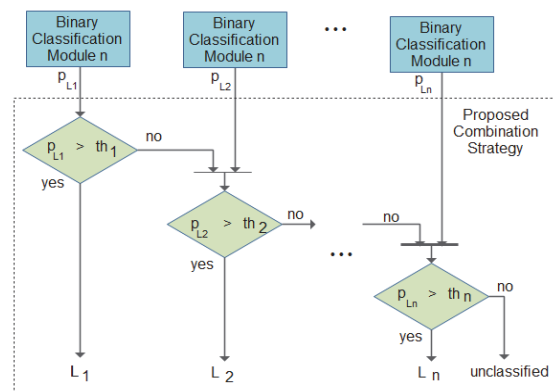 Binary
Classification
Module n
Binary
Classification
Module n
...
Binary
Classification
Module n
pL1
pL2
pLn
Proposed
Combination
Strategy
pL1 > th1
no
yes
pL2 > th2
no
no
...
yes
pLn > thn
no
yes
L1
L2
Ln
unclassified